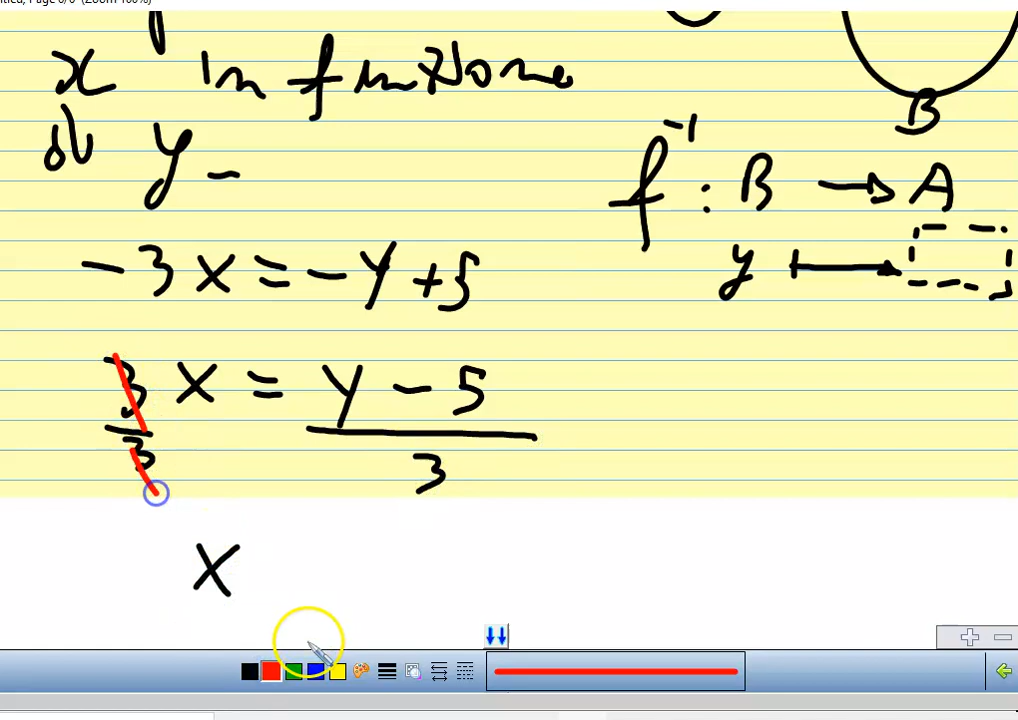 x in funzione
di y -
B
f⁻¹ : B → A
y ↦
-3x = -y + 5
3x/3 = (y - 5)/3
x